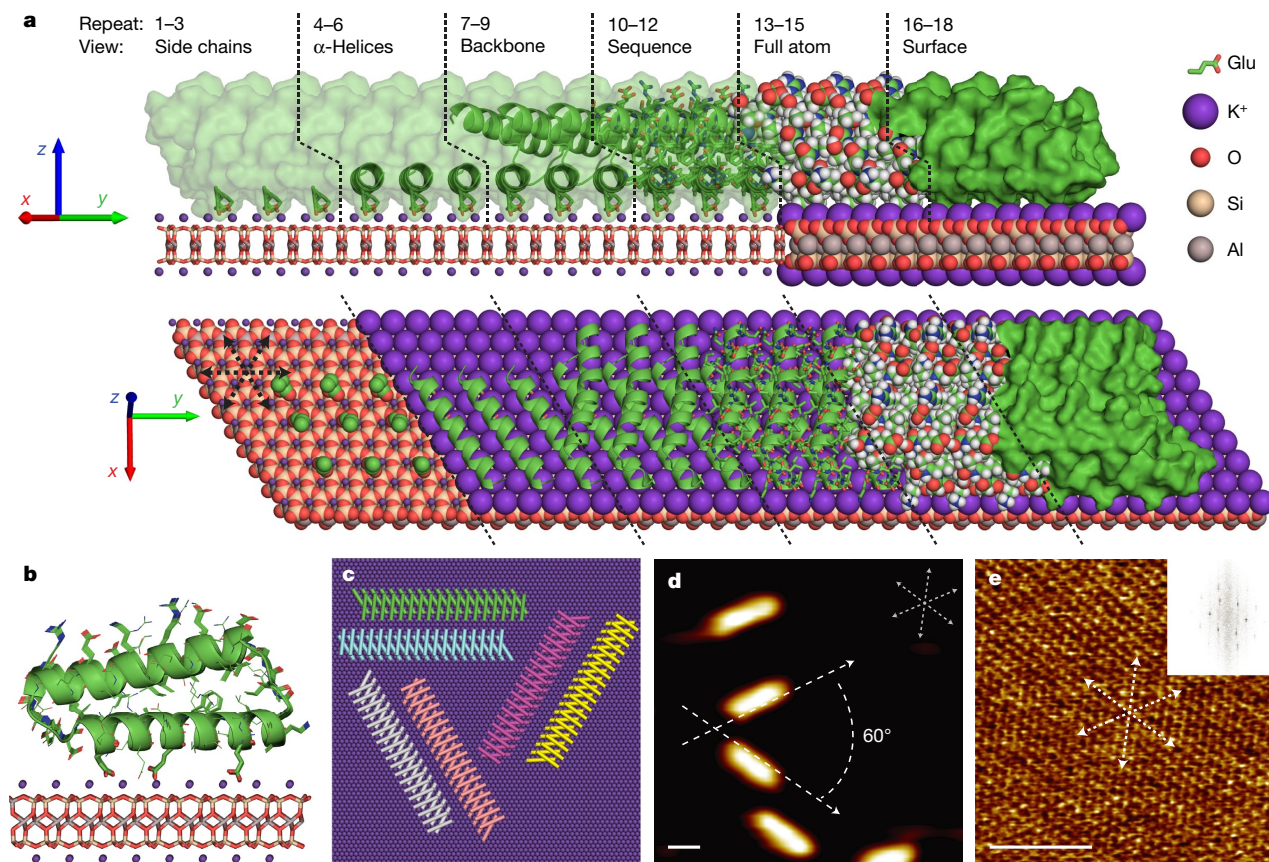 a
Repeat: 1–3 4–6 7–9 10–12 13–15 16–18
View: Side chains α-Helices Backbone Sequence Full atom Surface
Glu
K⁺
O
Si
Al
z
x
y
z
y
x
b
c
d
60°
e